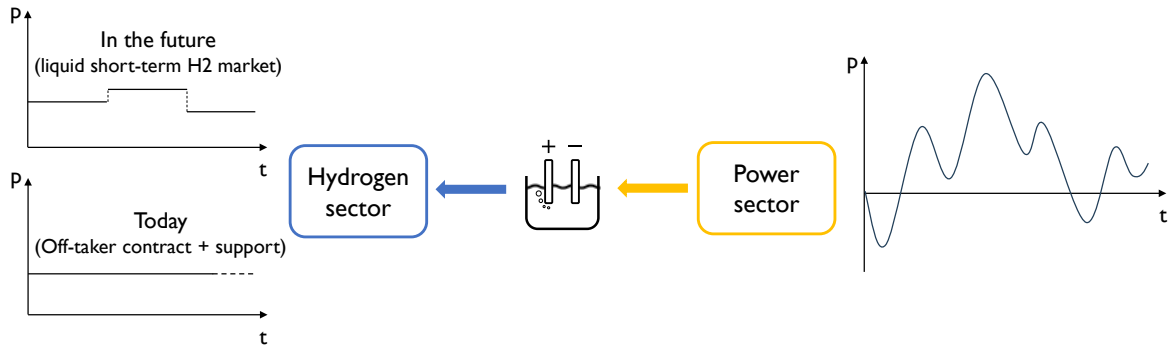 P
In the future
(liquid short-term H2 market)
t
P
Today
(Off-taker contract + support)
t
Hydrogen
sector
+ −
Power
sector
P
t